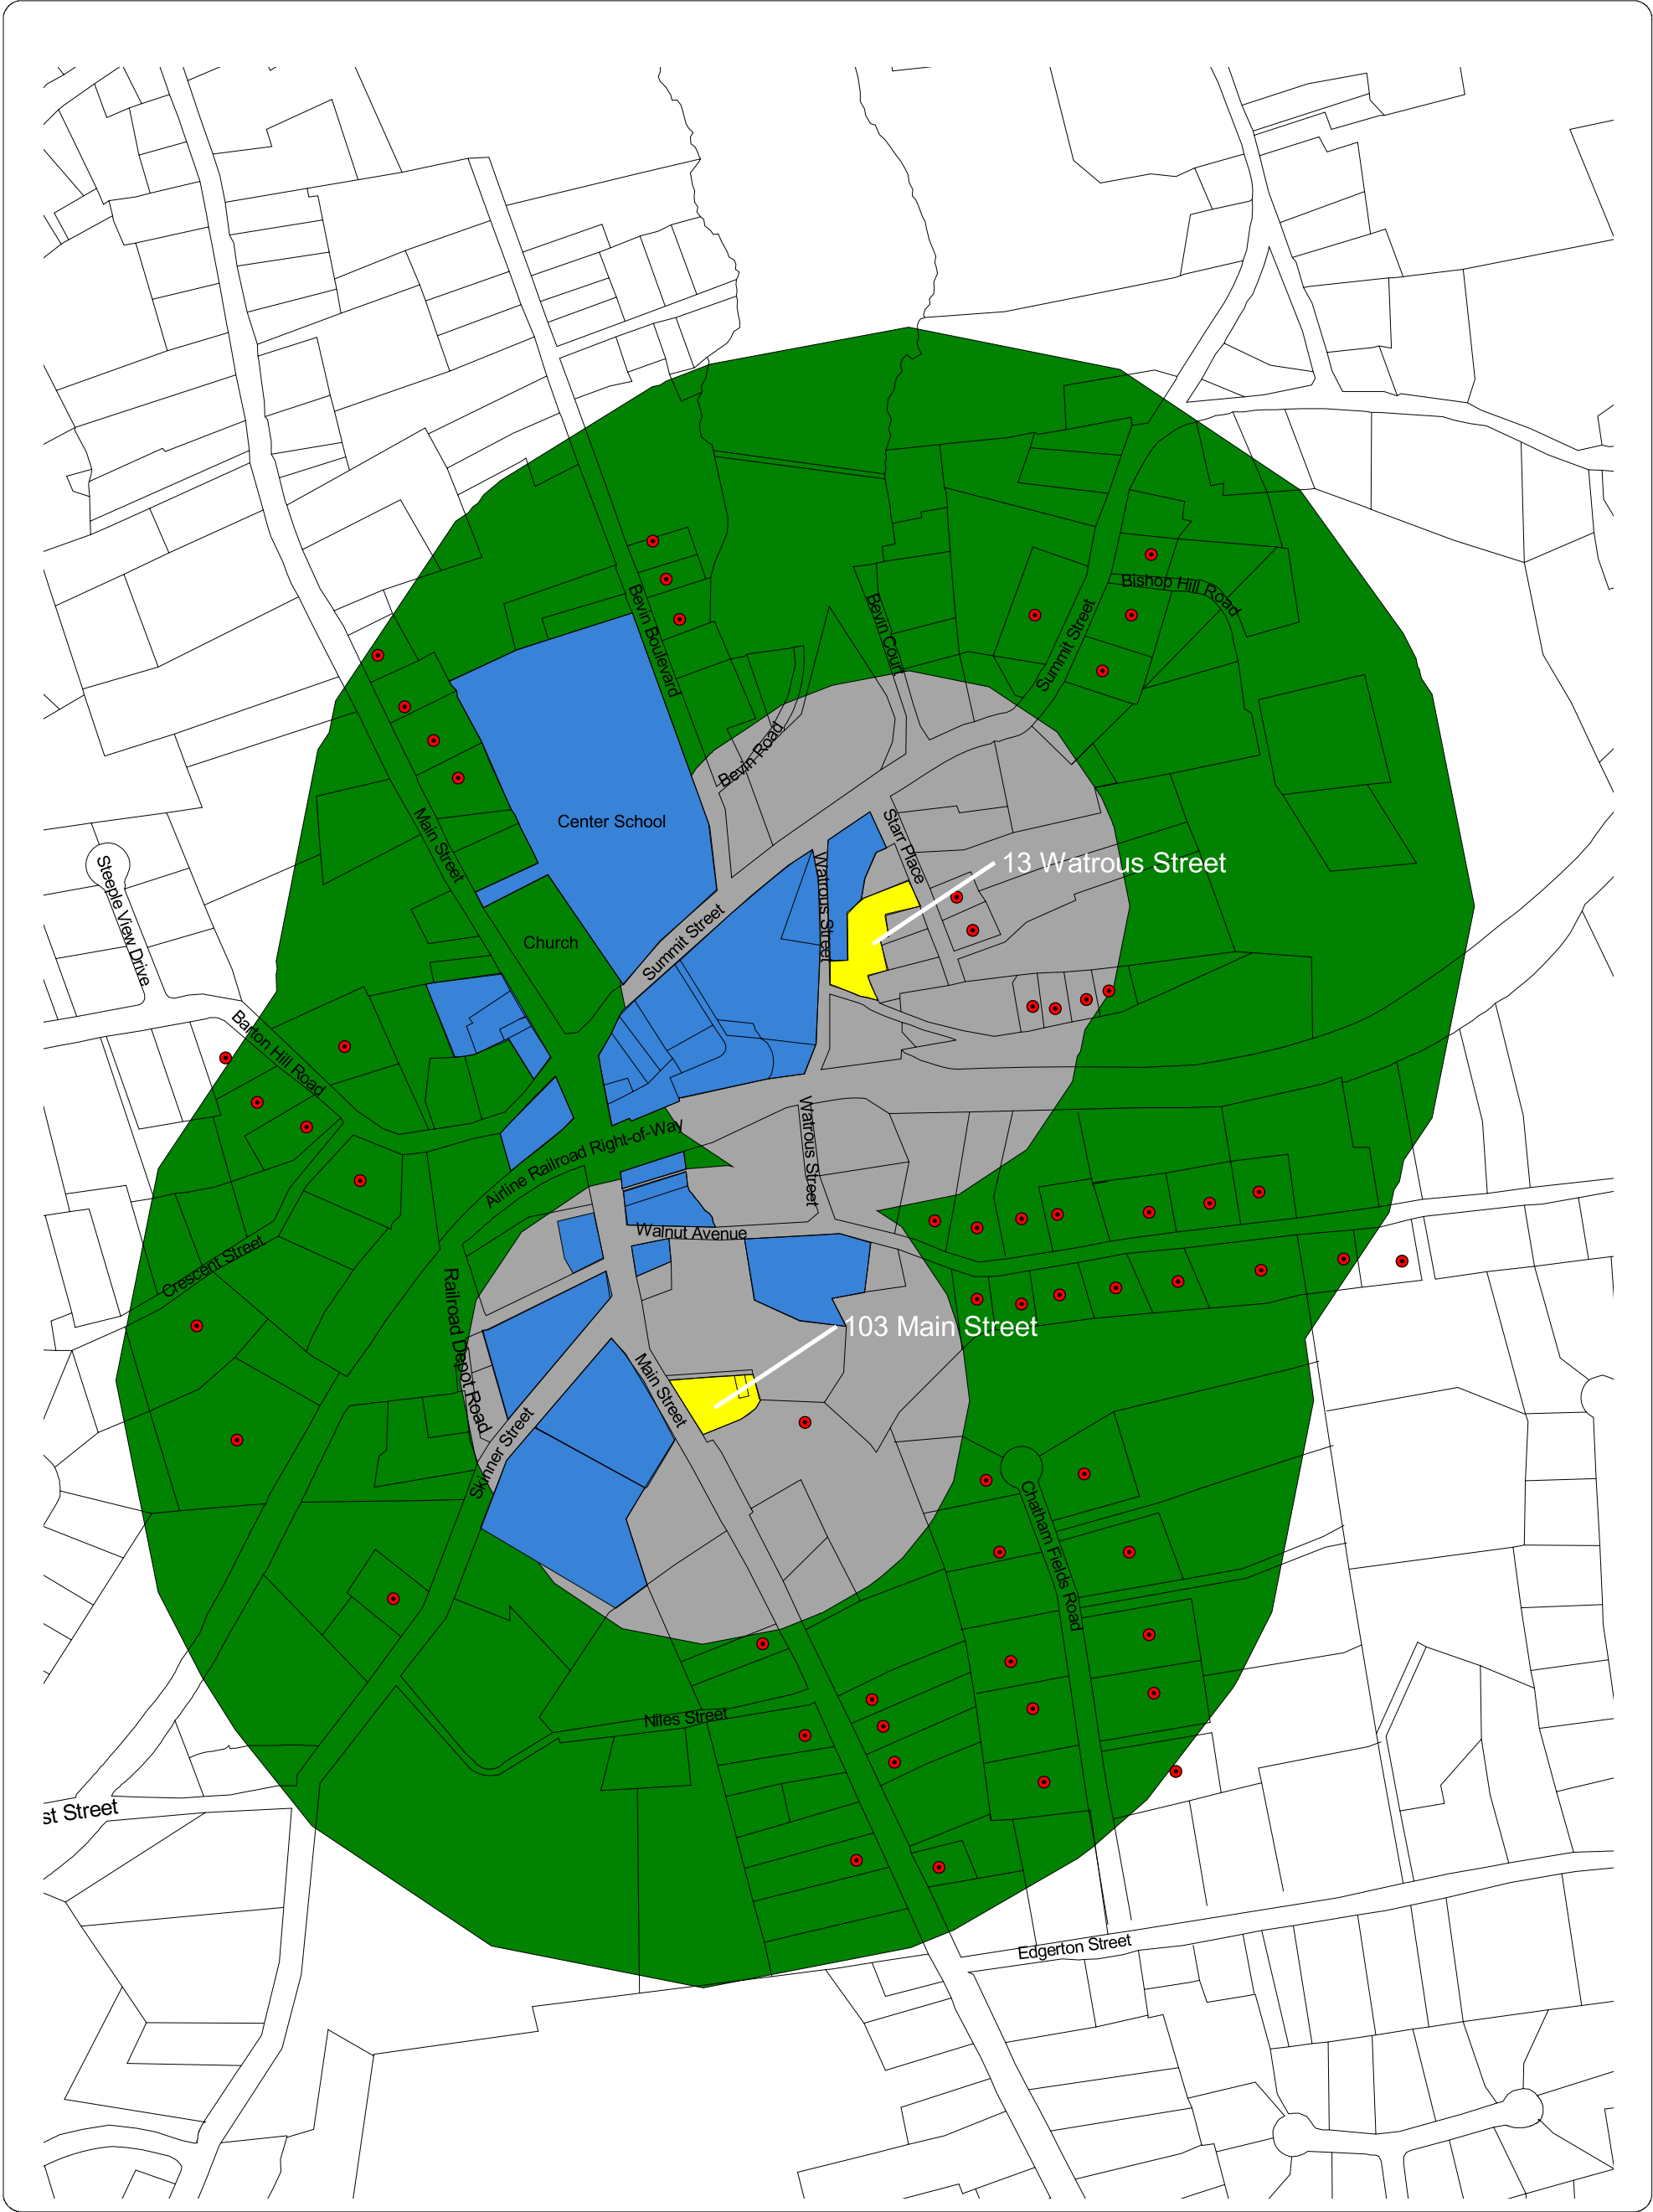 Bishop Hill Road
Bevin Boulevard
Bevin Court
Summit Street
Bevin Road
Center School
Main Street
Starr Place
Watrous Street
13 Watrous Street
Steeple View Drive
Church
Summit Street
Barton Hill Road
Airline Railroad Right-of-Way
Watrous Street
Walnut Avenue
Crescent Street
Railroad Depot Road
103 Main Street
Main Street
Skinner Street
Chatham Fields Road
Niles Street
st Street
Edgerton Street